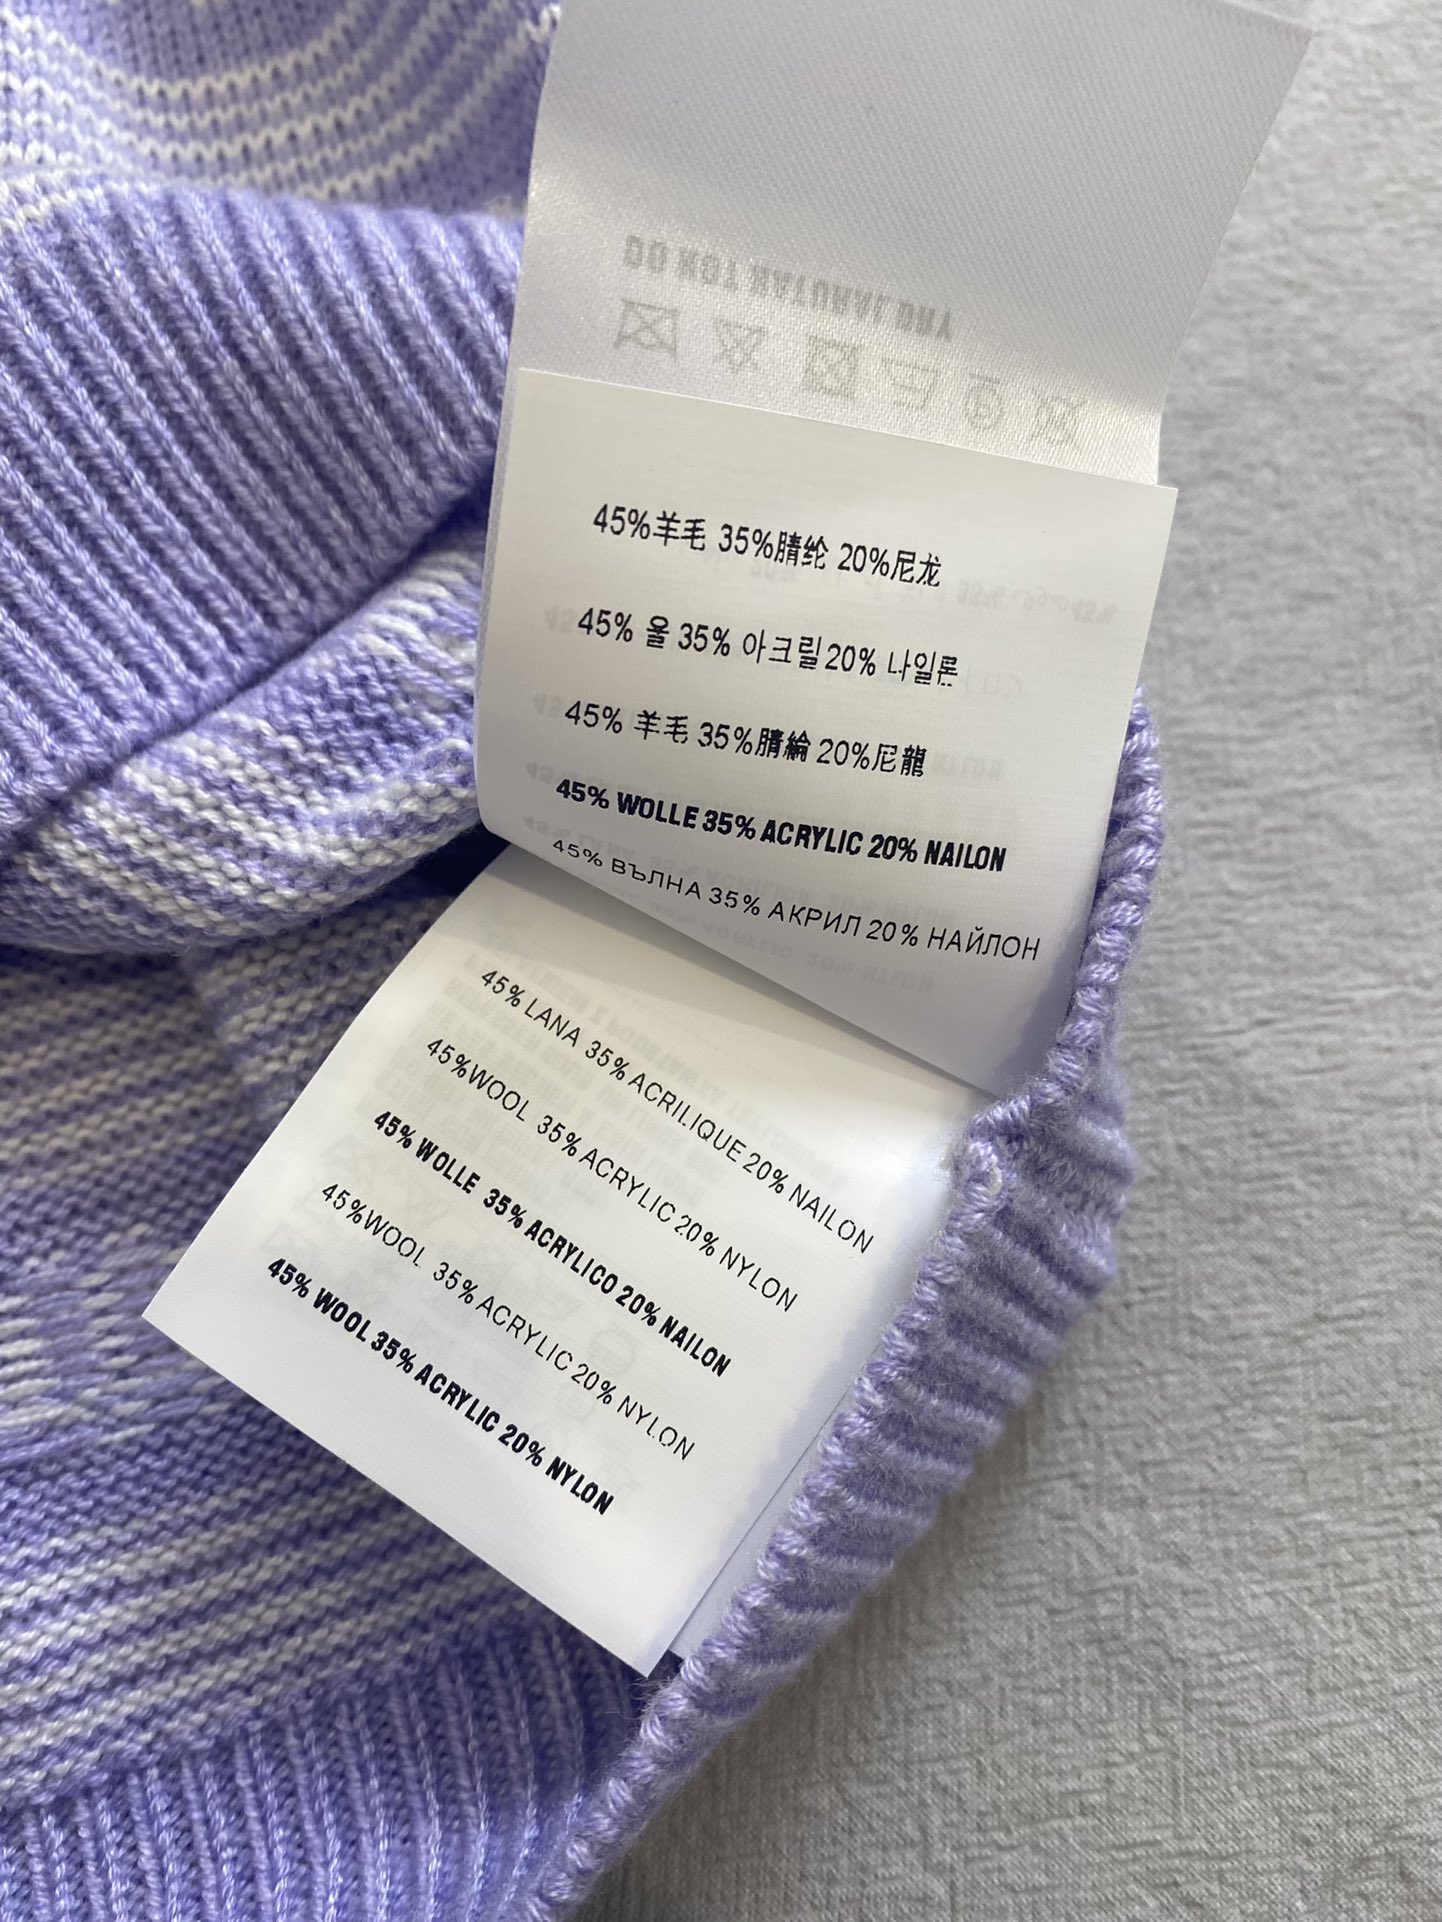 DO NOT NATURAL DRY
45%羊毛 35%腈纶 20%尼龙
45% 울 35% 아크릴20% 나일론
45% 羊毛 35%腈綸 20%尼龍
45% WOLLE 35% ACRYLIC 20% NAILON
45% ВЪЛНА 35% АКРИЛ 20% НАЙЛОН
45% LANA 35% ACRILIQUE 20% NAILON
45%WOOL 35% ACRYLIC 20% NYLON
45% WOLLE 35% ACRYLICO 20% NAILON
45%WOOL 35% ACRYLIC 20% NYLON
45% WOOL 35% ACRYLIC 20% NYLON